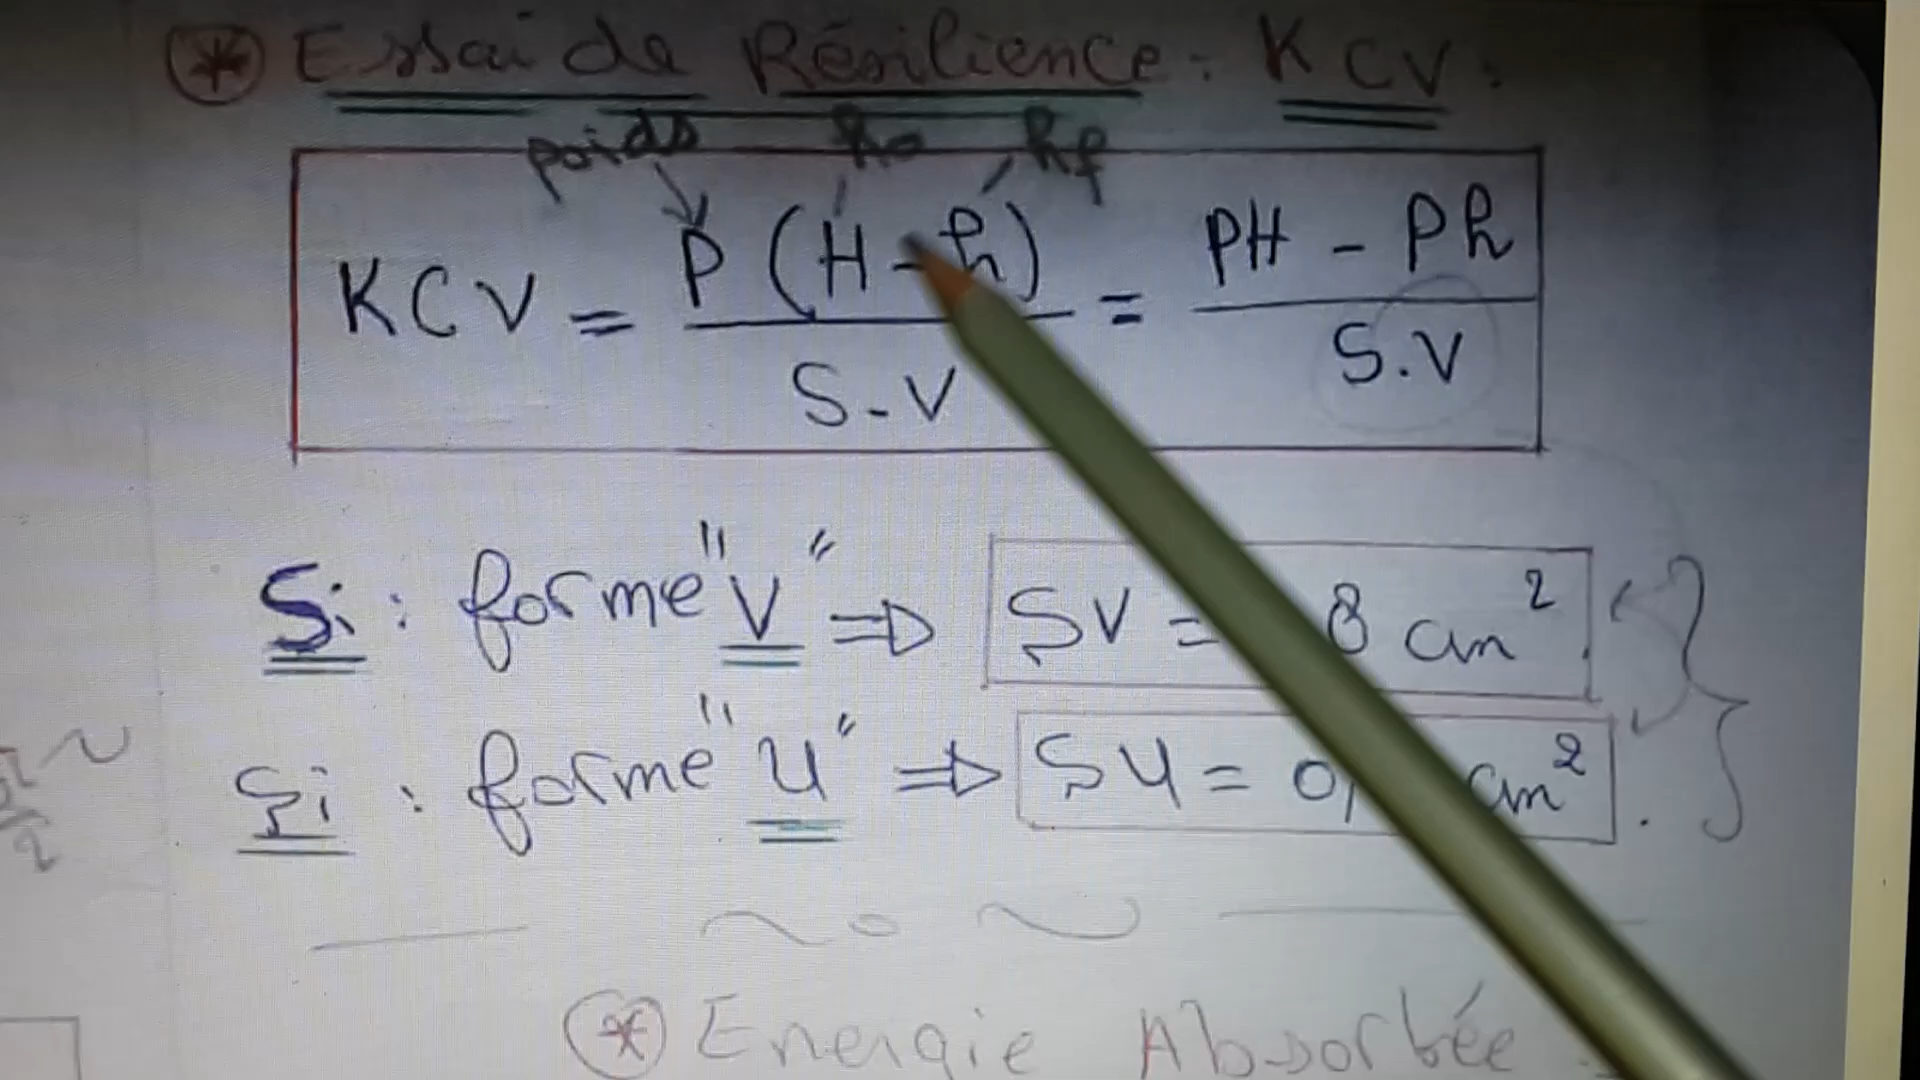 * Essai de Résilience : KCV :
poids ho hf
KCV = P (H - h) / S.V = PH - Ph / S.V
Si : forme "V" ⇒ SV = 8 cm²
Si : forme "U" ⇒ SU = 0, cm² .
* Energie Absorbée